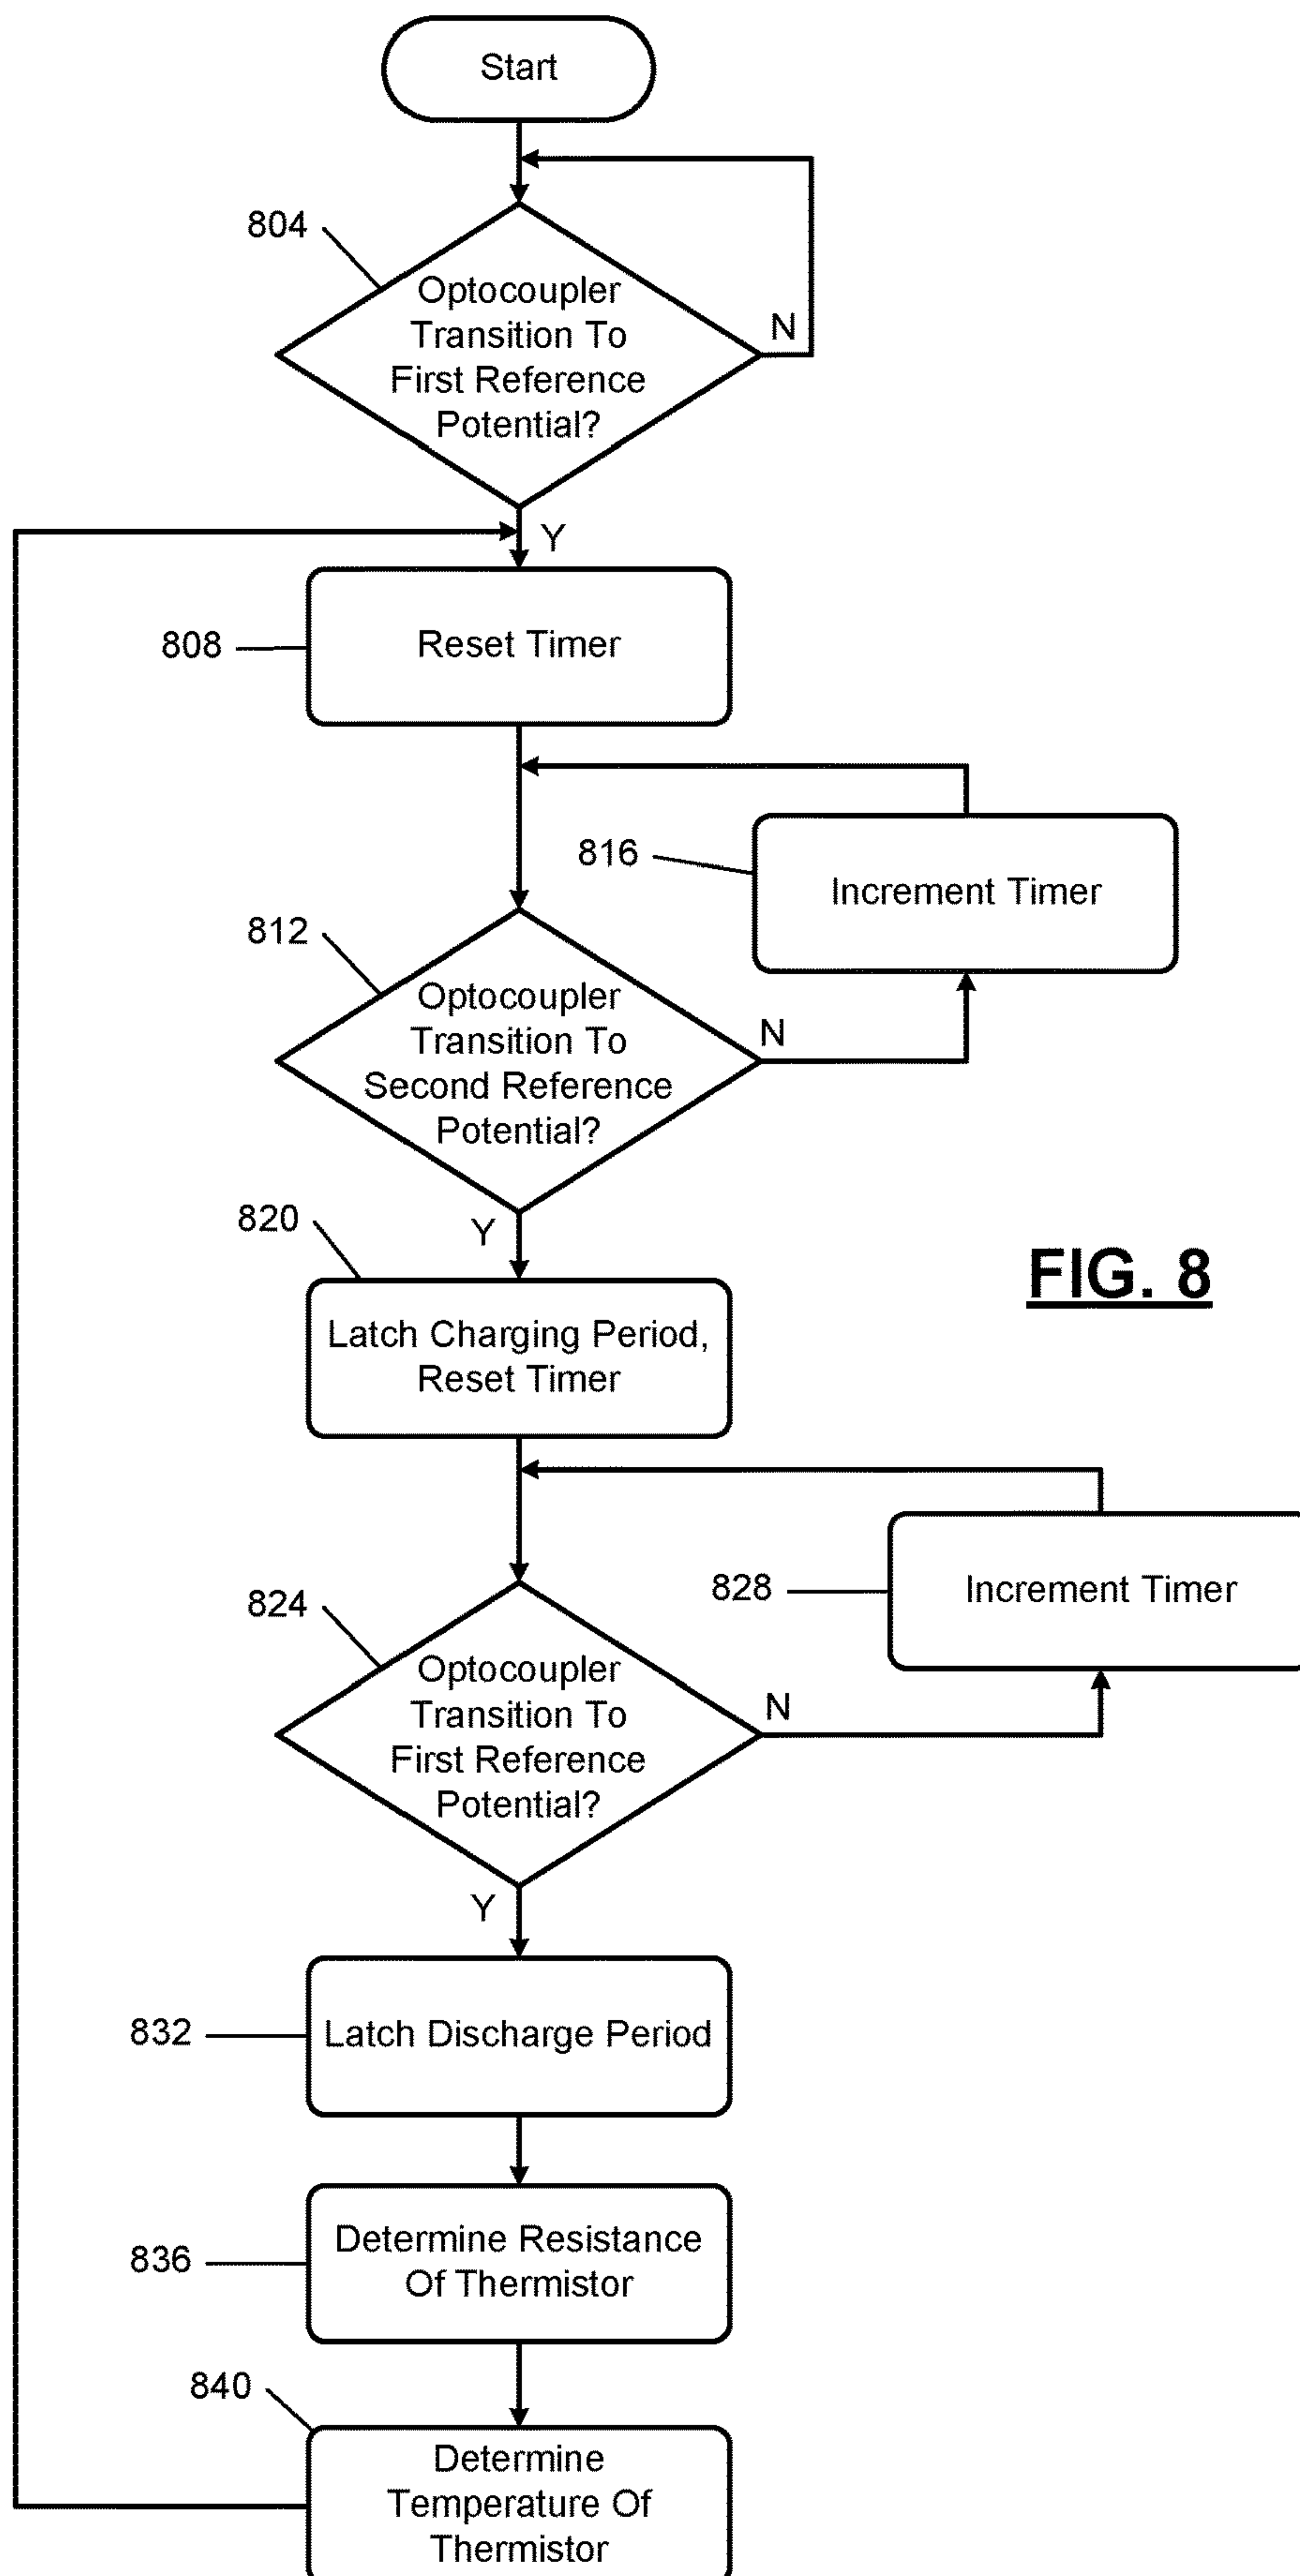 Start
804
Optocoupler
Transition To
First Reference
Potential?
N
Y
808
Reset Timer
816
Increment Timer
812
Optocoupler
Transition To
Second Reference
Potential?
N
Y
820
Latch Charging Period,
Reset Timer
FIG. 8
824
Optocoupler
Transition To
First Reference
Potential?
N
828
Increment Timer
Y
832
Latch Discharge Period
836
Determine Resistance
Of Thermistor
840
Determine
Temperature Of
Thermistor